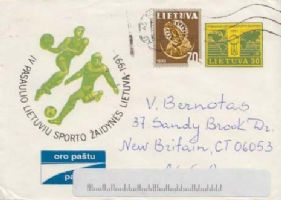 IV PASAULIO LIETUVIŲ SPORTO ŽAIDYNĖS LIETUVA-1991
LIETUVA
20
1990
LIETUVA 30
V. Bernotas
37 Sandy Brook Dr.
New Britain, CT 06053
oro paštu